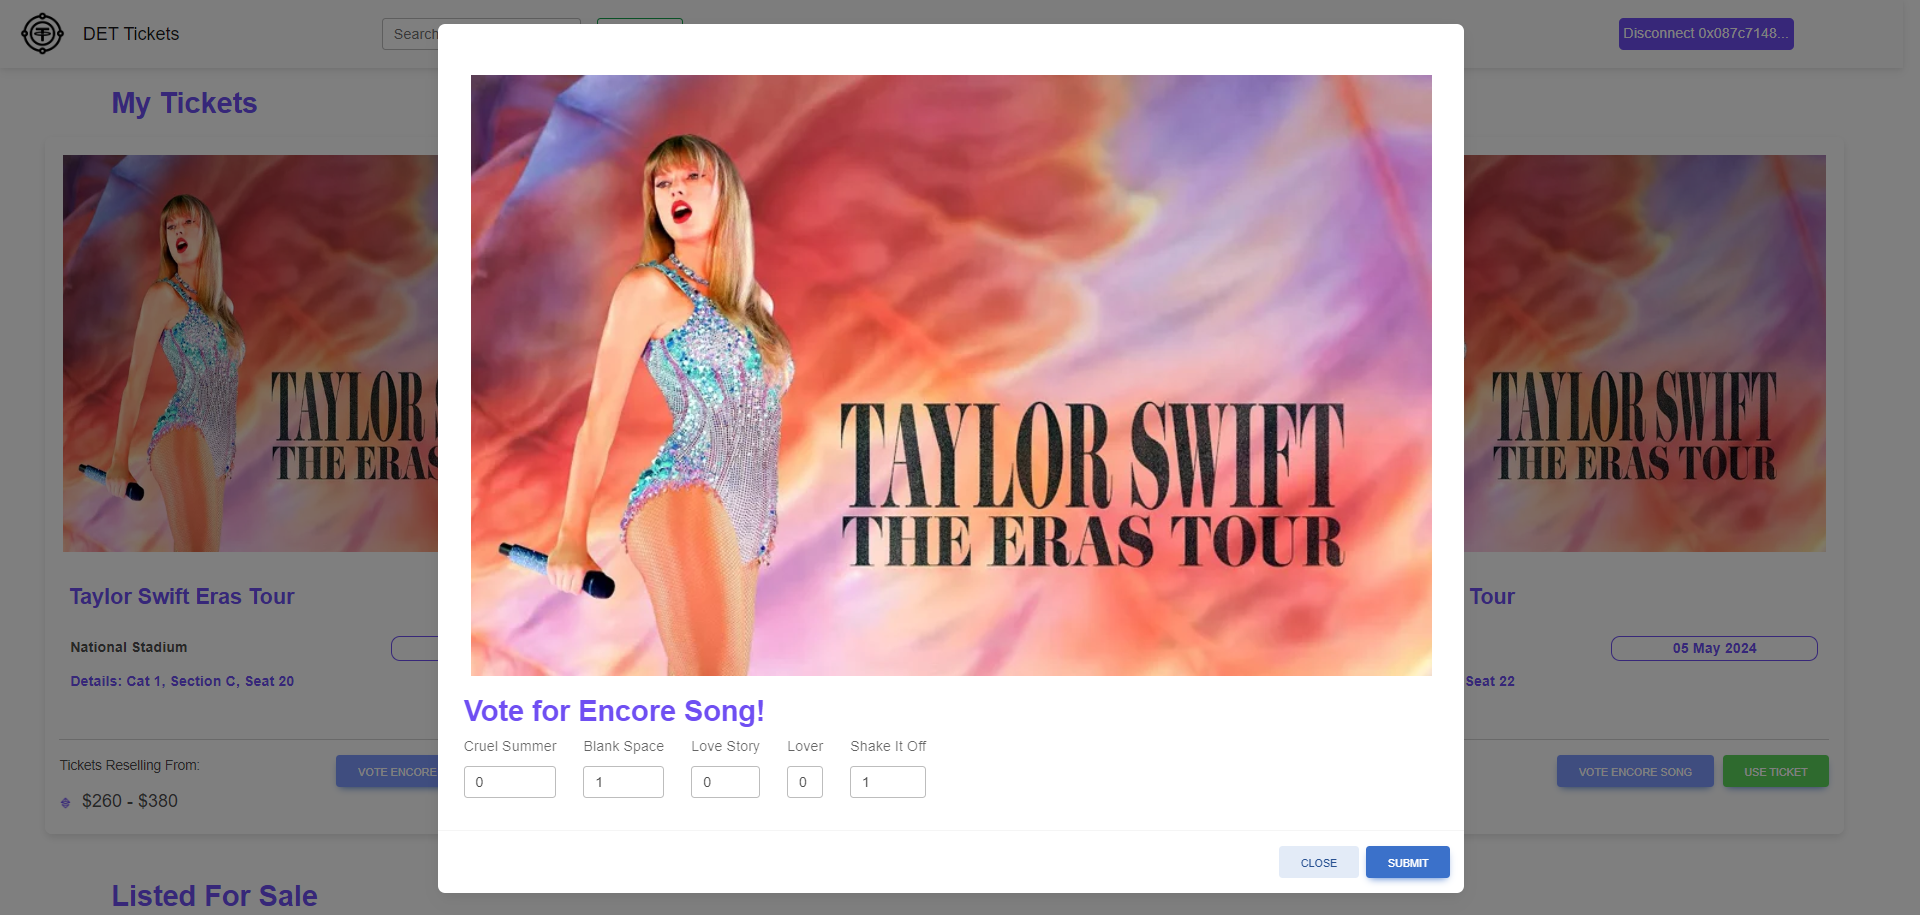 DET Tickets
Search
Disconnect 0x087c7148...
My Tickets
TAYLOR SWIFT
THE ERAS TOUR
TAYLOR S
THE ERAS
TAYLOR SWIFT
THE ERAS TOUR
Taylor Swift Eras Tour
Tour
National Stadium
05 May 2024
Details: Cat 1, Section C, Seat 20
Seat 22
Vote for Encore Song!
Cruel Summer Blank Space Love Story Lover Shake It Off
0 1 0 0 1
Tickets Reselling From:
VOTE ENCORE
VOTE ENCORE SONG
USE TICKET
$260 - $380
CLOSE
SUBMIT
Listed For Sale